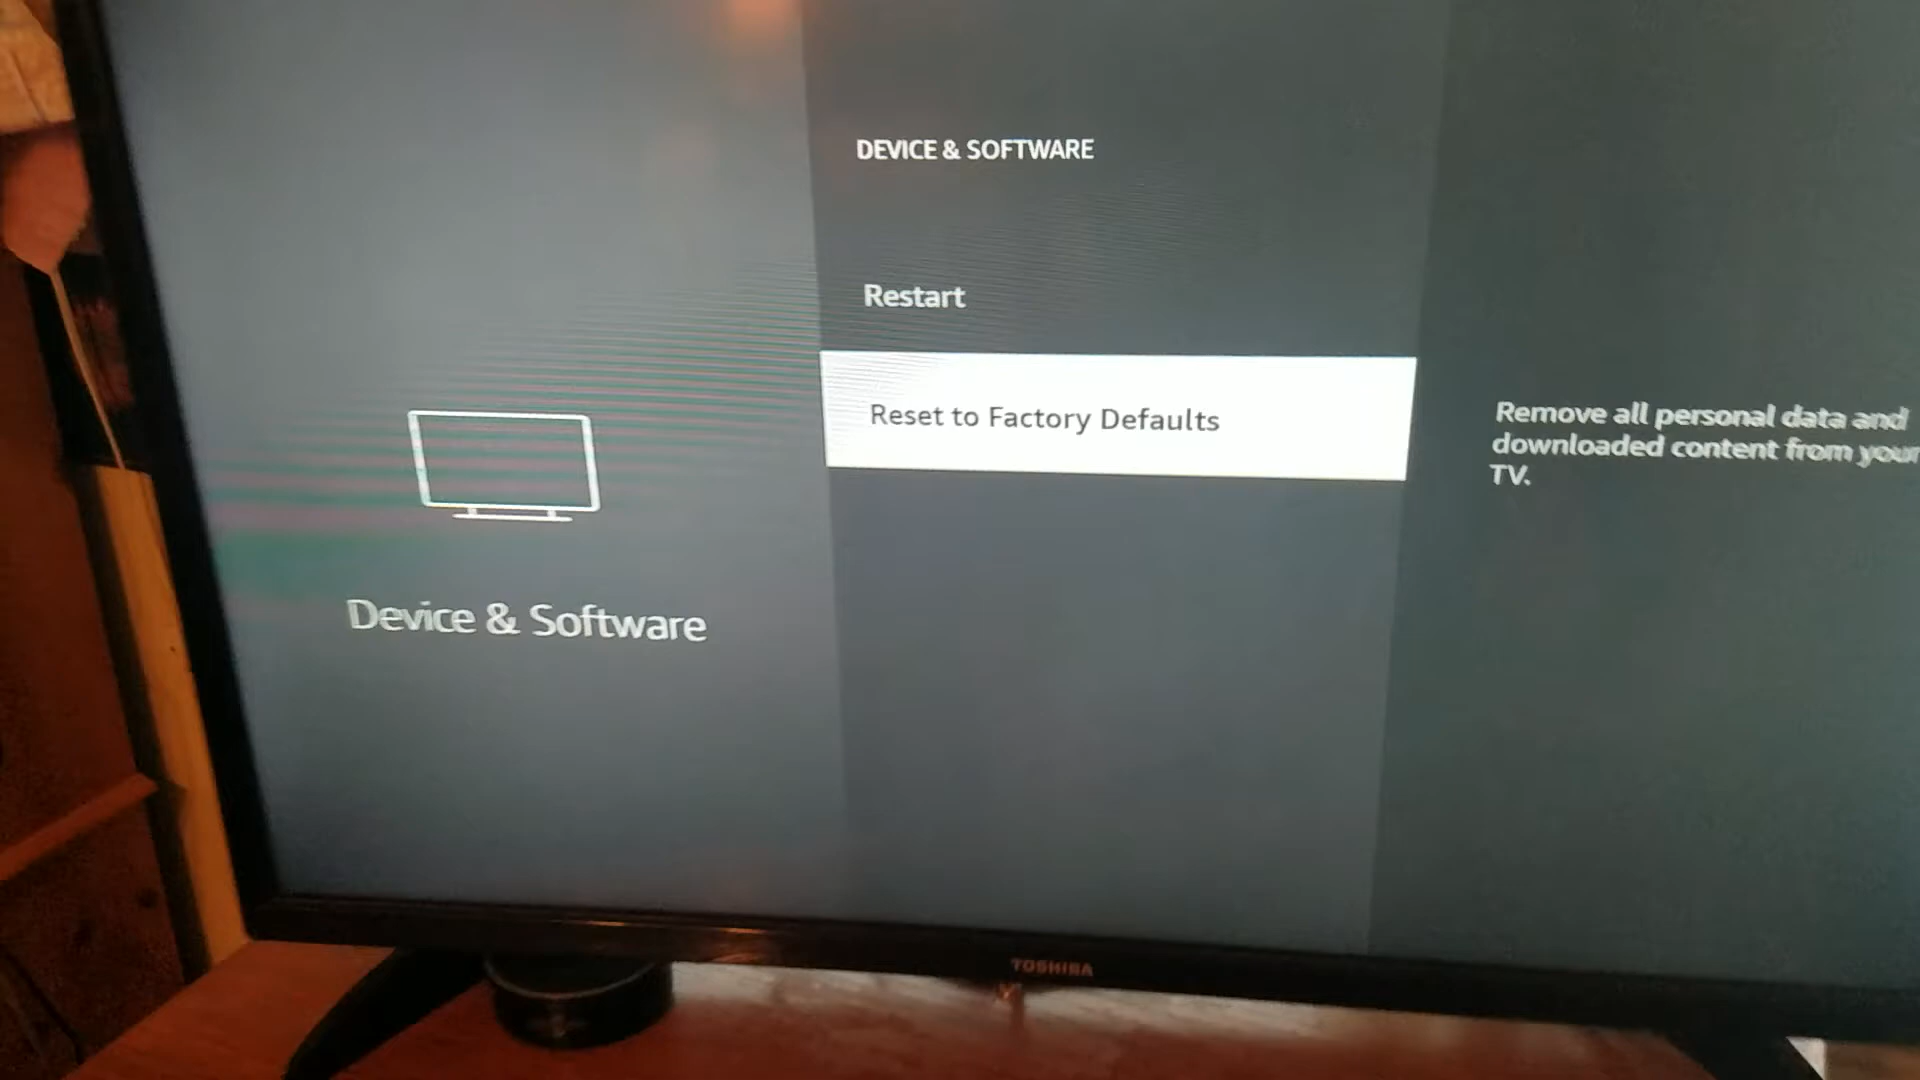 DEVICE & SOFTWARE
Restart
Reset to Factory Defaults
Remove all personal data and
downloaded content from your
TV.
Device & Software
TOSHIBA